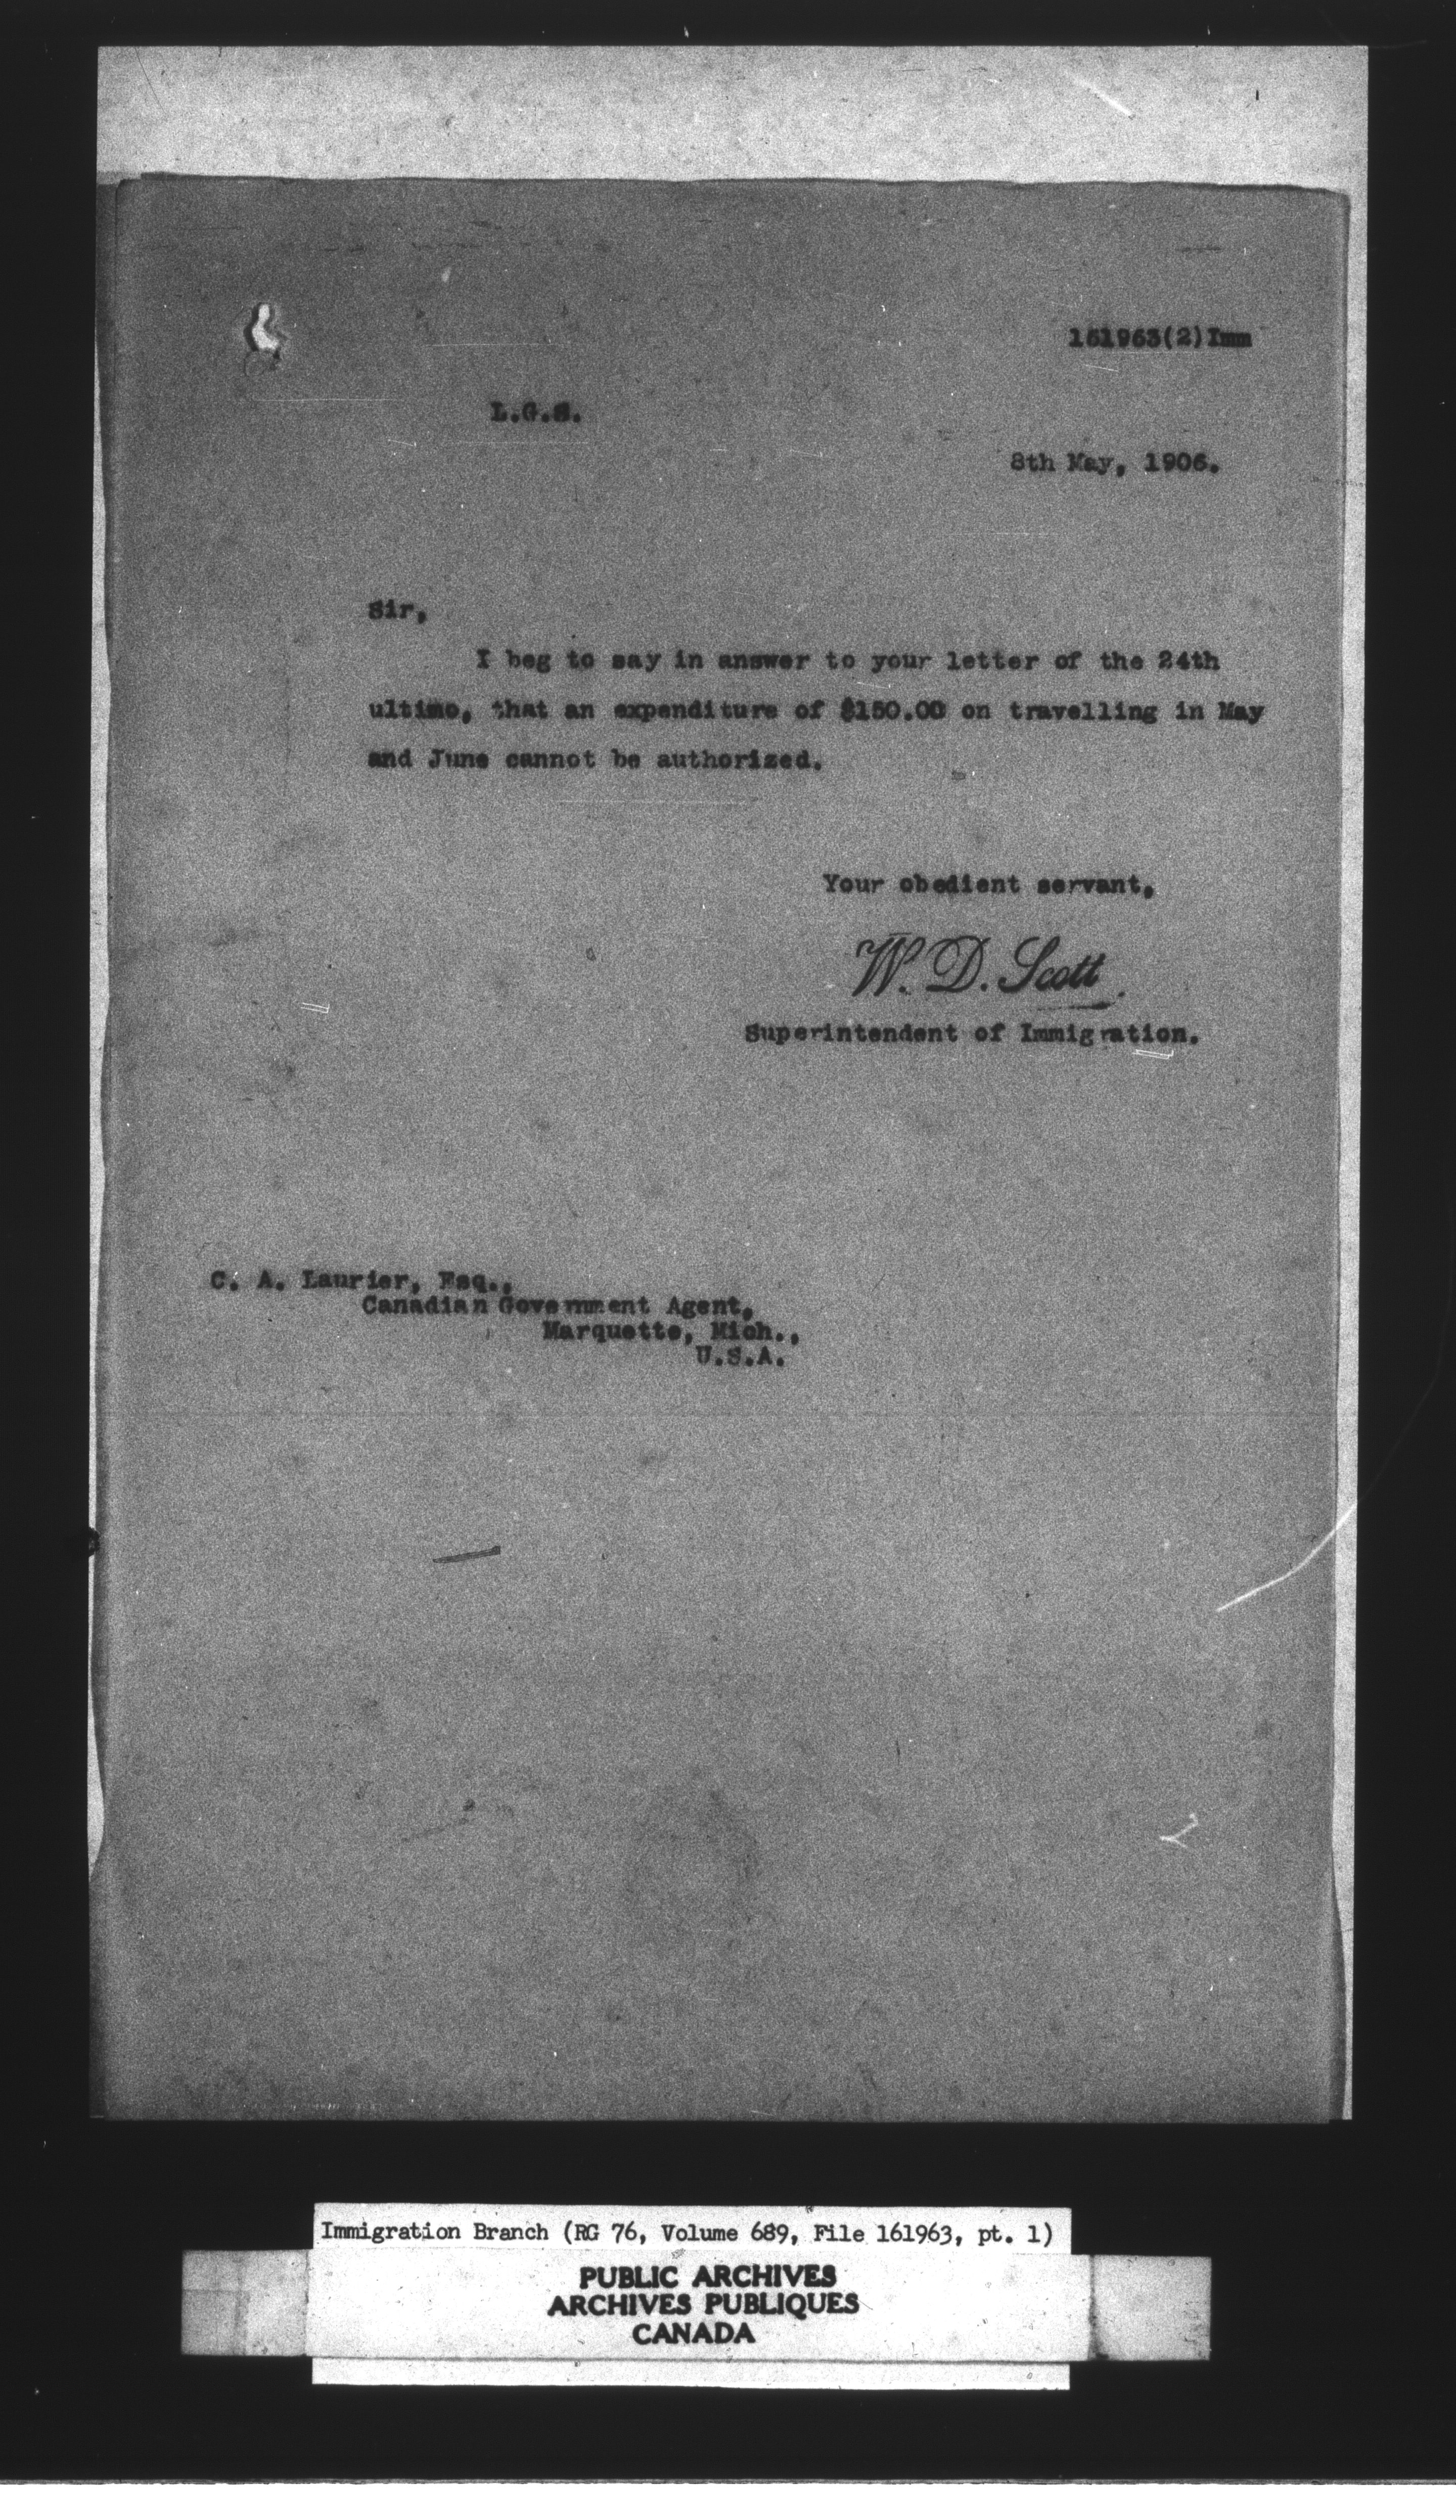 161963(2)Imm
L.G.S.
8th May, 1906.
Sir,
I beg to say in answer to your letter of the 24th
ultimo, that an expenditure of $150.00 on travelling in May
and June cannot be authorized.
Your obedient servant,
W. D. Scott.
Superintendent of Immigration.
C. A. Laurier, Esq.,
Canadian Government Agent,
Marquette, Mich.,
U.S.A.
Immigration Branch (RG 76, Volume 689, File 161963, pt. 1)
PUBLIC ARCHIVES
ARCHIVES PUBLIQUES
CANADA